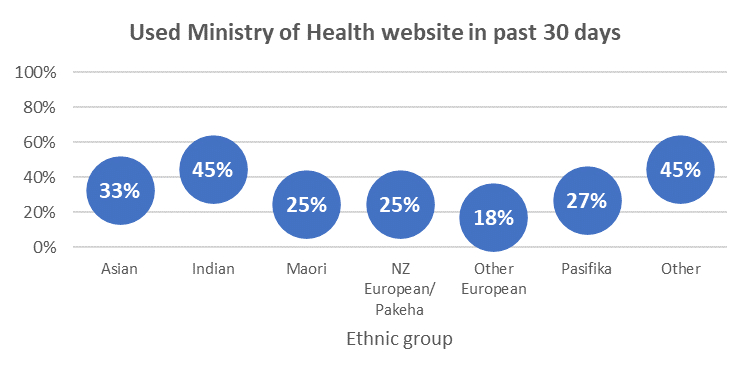 Used Ministry of Health website in past 30 days
100%
80%
60%
40%
20%
0%
33%
45%
25%
25%
18%
27%
45%
Asian
Indian
Maori
NZ
European/
Pakeha
Other
European
Pasifika
Other
Ethnic group